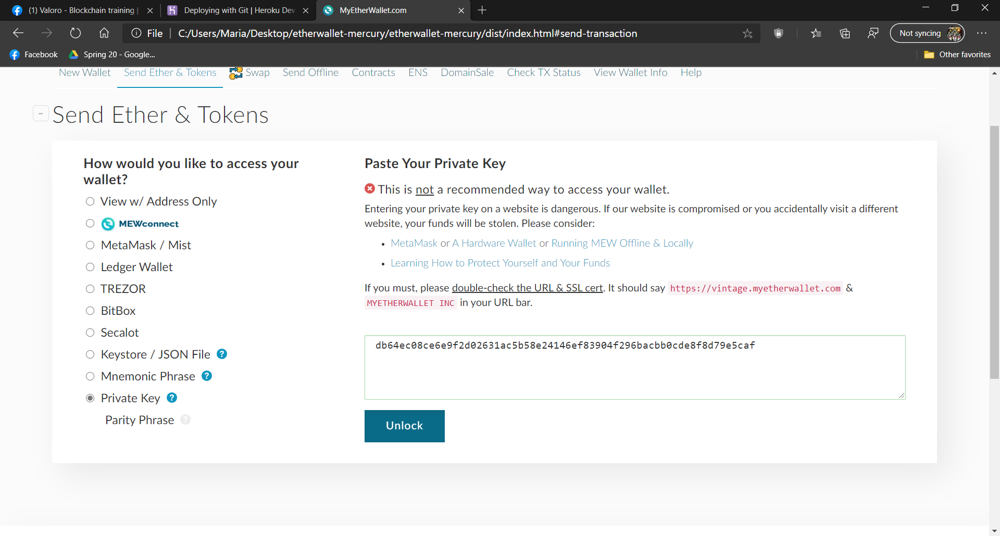 (1) Valoro - Blockchain training |
Deploying with Git | Heroku Dev
MyEtherWallet.com
File
C:/Users/Maria/Desktop/etherwallet-mercury/etherwallet-mercury/dist/index.html#send-transaction
Not syncing
Facebook
Spring 20 - Google...
Other favorites
New Wallet
Send Ether & Tokens
Swap
Send Offline
Contracts
ENS
DomainSale
Check TX Status
View Wallet Info
Help
Send Ether & Tokens
How would you like to access your
wallet?
View w/ Address Only
MEWconnect
MetaMask / Mist
Ledger Wallet
TREZOR
BitBox
Secalot
Keystore / JSON File ?
Mnemonic Phrase ?
Private Key ?
Parity Phrase ?
Paste Your Private Key
This is not a recommended way to access your wallet.
Entering your private key on a website is dangerous. If our website is compromised or you accidentally visit a different
website, your funds will be stolen. Please consider:
• MetaMask or A Hardware Wallet or Running MEW Offline & Locally
• Learning How to Protect Yourself and Your Funds
If you must, please double-check the URL & SSL cert. It should say https://vintage.myetherwallet.com &
MYETHERWALLET INC in your URL bar.
db64ec08ce6e9f2d02631ac5b58e24146ef83904f296bacbb0cde8f8d79e5caf
Unlock